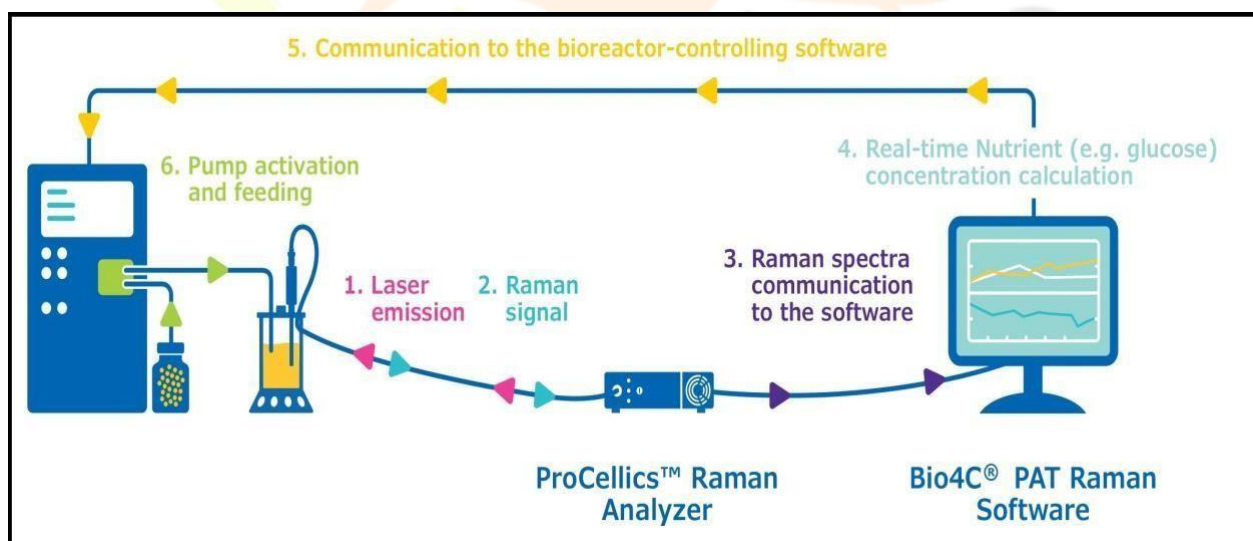 5. Communication to the bioreactor-controlling software
6. Pump activation
and feeding
4. Real-time Nutrient (e.g. glucose)
concentration calculation
1. Laser
emission
2. Raman
signal
3. Raman spectra
communication
to the software
ProCellics™ Raman
Analyzer
Bio4C® PAT Raman
Software